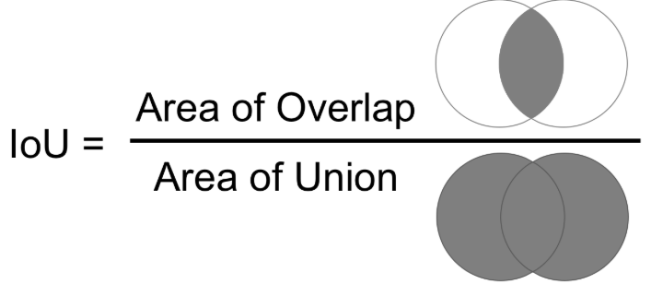 Area of Overlap
IoU =
Area of Union